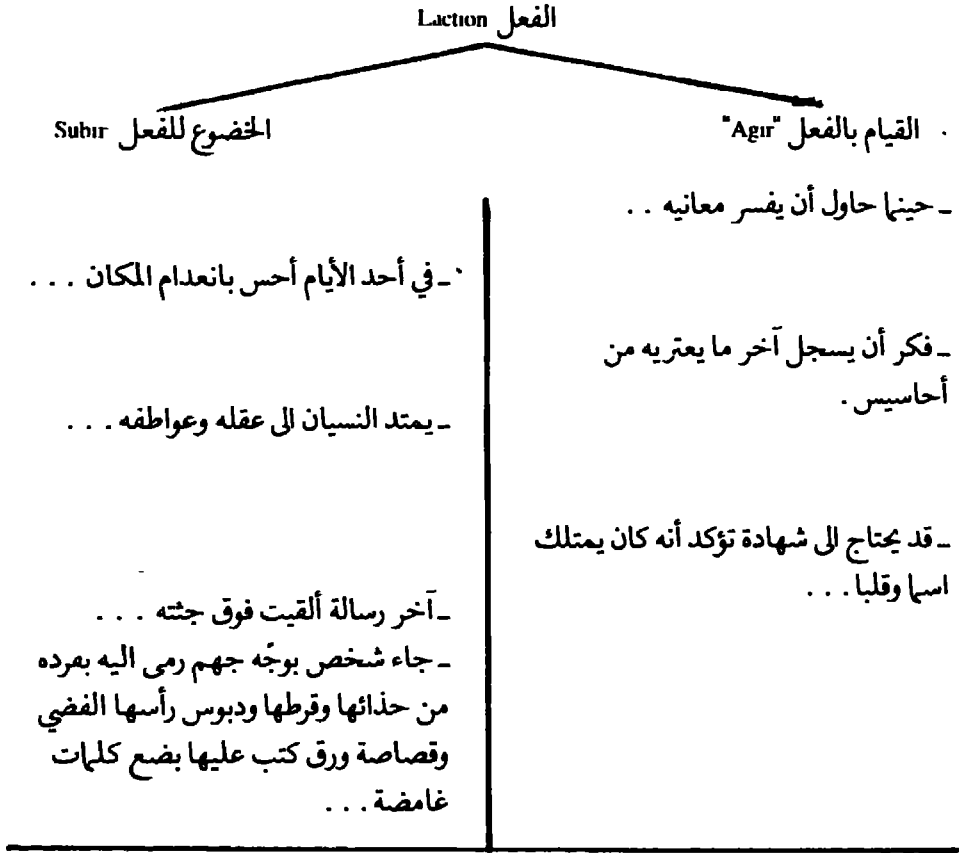 الفعل Laction
القيام بالفعل "Agir"
الخضوع للفعل Subir
ـ حينما حاول أن يفسر معانيه . .
ـ في أحد الأيام أحس بانعدام المكان . . .
ـ فكر أن يسجل آخر ما يعتريه من
أحاسيس .
ـ يمتد النسيان الى عقله وعواطفه . . .
ـ قد يحتاج الى شهادة تؤكد أنه كان يمتلك
اسما وقلبا . . .
ـ آخر رسالة ألقيت فوق جثته . . .
ـ جاء شخص بوجّه جهم رمى اليه بفرده
من حذائها وقرطها ودبوس رأسها الفضي
وقصاصة ورق كتب عليها بضع كلمات
غامضة . . .